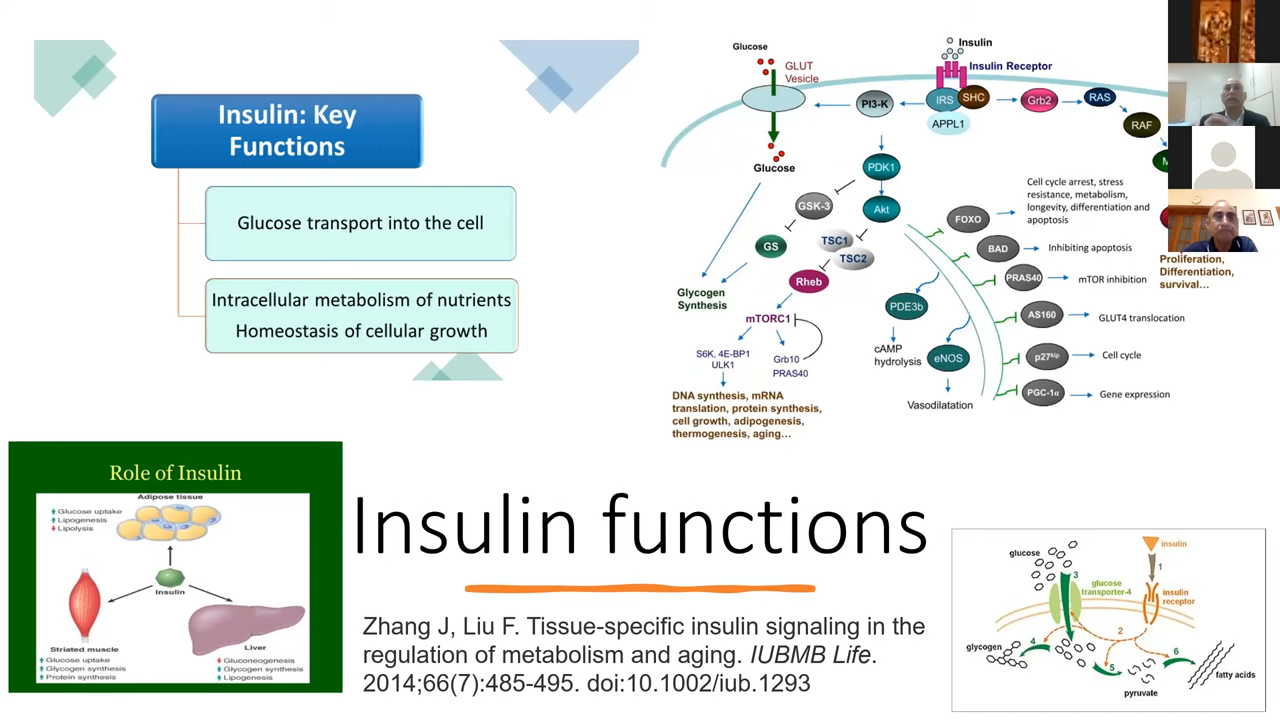 Insulin: Key
Functions
Glucose transport into the cell
Intracellular metabolism of nutrients
Homeostasis of cellular growth
Glucose
GLUT
Vesicle
Glucose
Insulin
Insulin Receptor
PI3-K
IRS
SHC
APPL1
Grb2
RAS
RAF
PDK1
GSK-3
Akt
GS
TSC1
TSC2
Rheb
Glycogen
Synthesis
mTORC1
S6K, 4E-BP1
ULK1
Grb10
PRAS40
DNA synthesis, mRNA
translation, protein synthesis,
cell growth, adipogenesis,
thermogenesis, aging...
PDE3b
cAMP
hydrolysis
eNOS
Vasodilatation
FOXO
Cell cycle arrest, stress
resistance, metabolism,
longevity, differentiation and
apoptosis
BAD
Inhibiting apoptosis
PRAS40
mTOR inhibition
AS160
GLUT4 translocation
p27kip
Cell cycle
PGC-1α
Gene expression
Proliferation,
Differentiation,
survival...
Role of Insulin
Adipose tissue
Glucose uptake
Lipogenesis
Lipolysis
Insulin
Striated muscle
Glucose uptake
Glycogen synthesis
Protein synthesis
Liver
Gluconeogenesis
Glycogen synthesis
Lipogenesis
Insulin functions
Zhang J, Liu F. Tissue-specific insulin signaling in the
regulation of metabolism and aging. IUBMB Life.
2014;66(7):485-495. doi:10.1002/iub.1293
glucose
insulin
1
3
glucose
transporter-4
insulin
receptor
2
glycogen
4
5
6
pyruvate
fatty acids